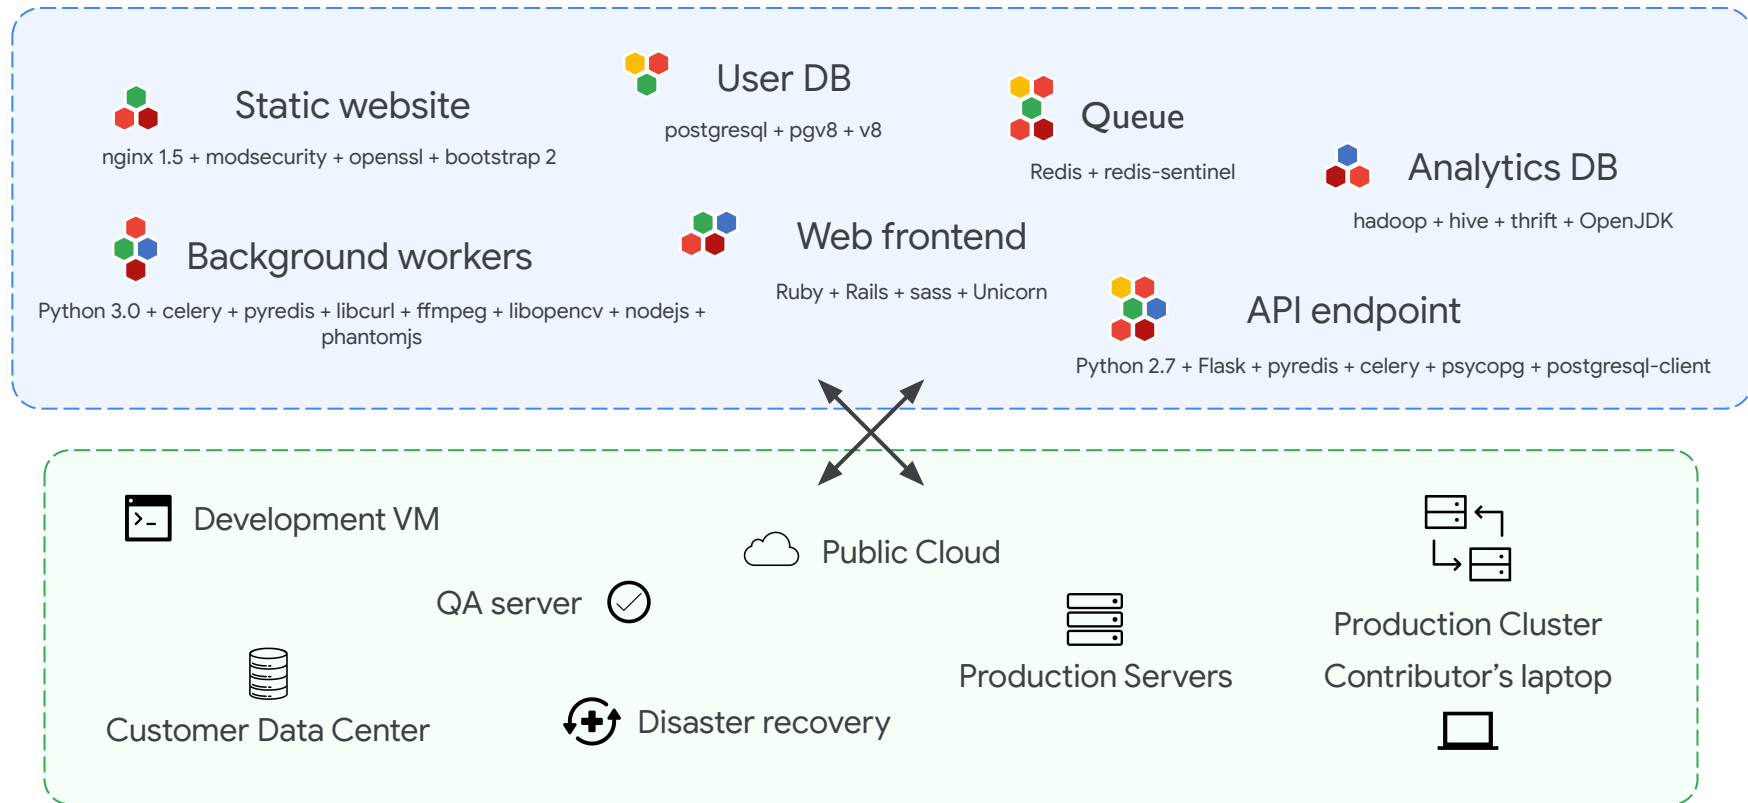 Static website
nginx 1.5 + modsecurity + openssl + bootstrap 2
User DB
postgresql + pgv8 + v8
Queue
Redis + redis-sentinel
Analytics DB
hadoop + hive + thrift + OpenJDK
Background workers
Python 3.0 + celery + pyredis + libcurl + ffmpeg + libopencv + nodejs +
phantomjs
Web frontend
Ruby + Rails + sass + Unicorn
API endpoint
Python 2.7 + Flask + pyredis + celery + psycopg + postgresql-client
Development VM
Public Cloud
QA server
Production Servers
Production Cluster
Contributor’s laptop
Customer Data Center
Disaster recovery